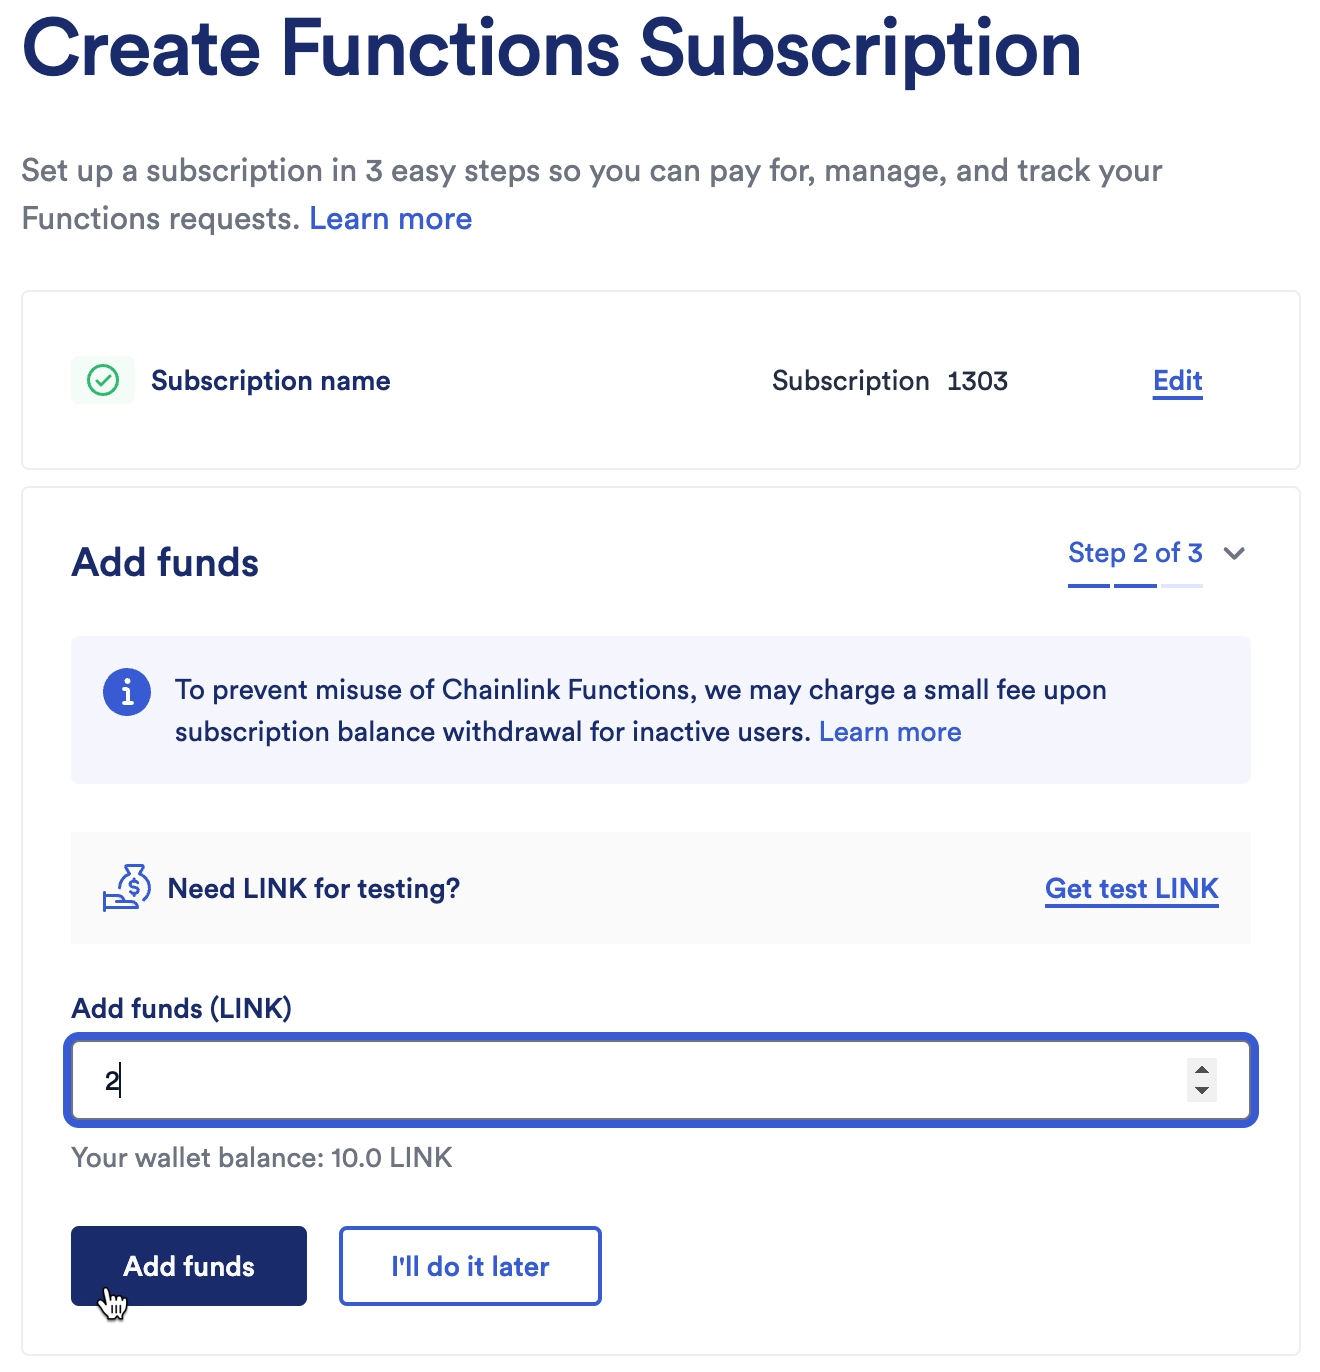 Create Functions Subscription
Set up a subscription in 3 easy steps so you can pay for, manage, and track your
Functions requests. Learn more
Subscription name
Subscription 1303
Edit
Add funds
Step 2 of 3
To prevent misuse of Chainlink Functions, we may charge a small fee upon
subscription balance withdrawal for inactive users. Learn more
Need LINK for testing?
Get test LINK
Add funds (LINK)
2
Your wallet balance: 10.0 LINK
Add funds
I'll do it later